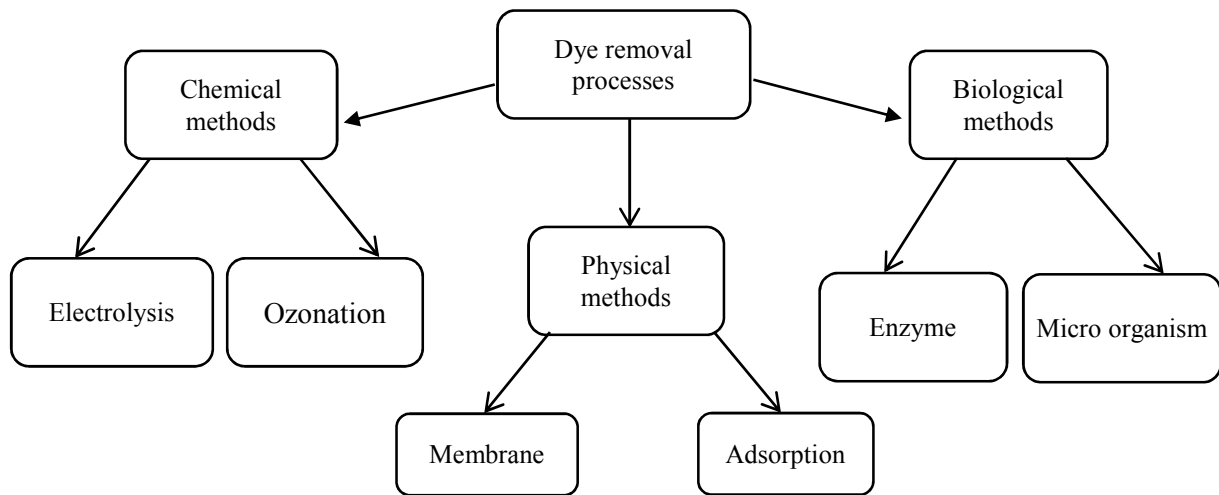 Dye removal
processes
Chemical
methods
Biological
methods
Physical
methods
Electrolysis
Ozonation
Enzyme
Micro organism
Membrane
Adsorption